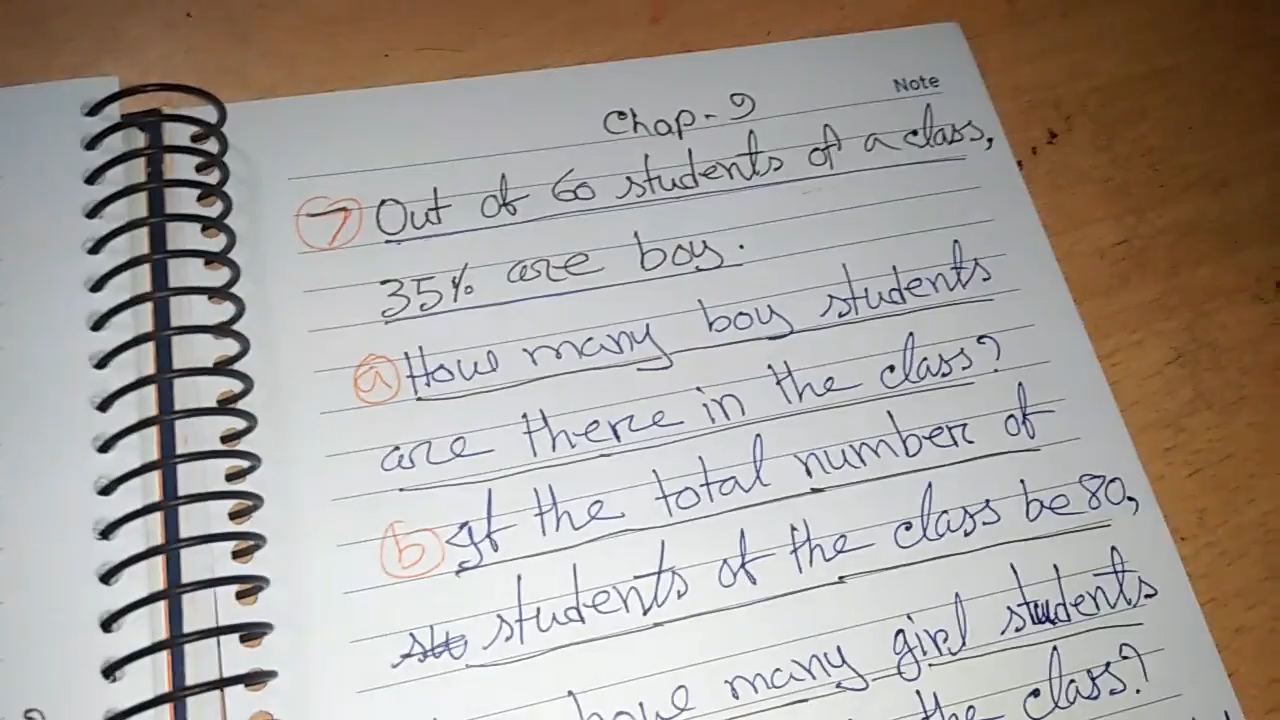 Note
Chap-9
7 Out of 60 students of a class,
35% are boy.
a How many boy students
are there in the class?
b If the total number of
students of the class be 80,
how many girl students
the class?